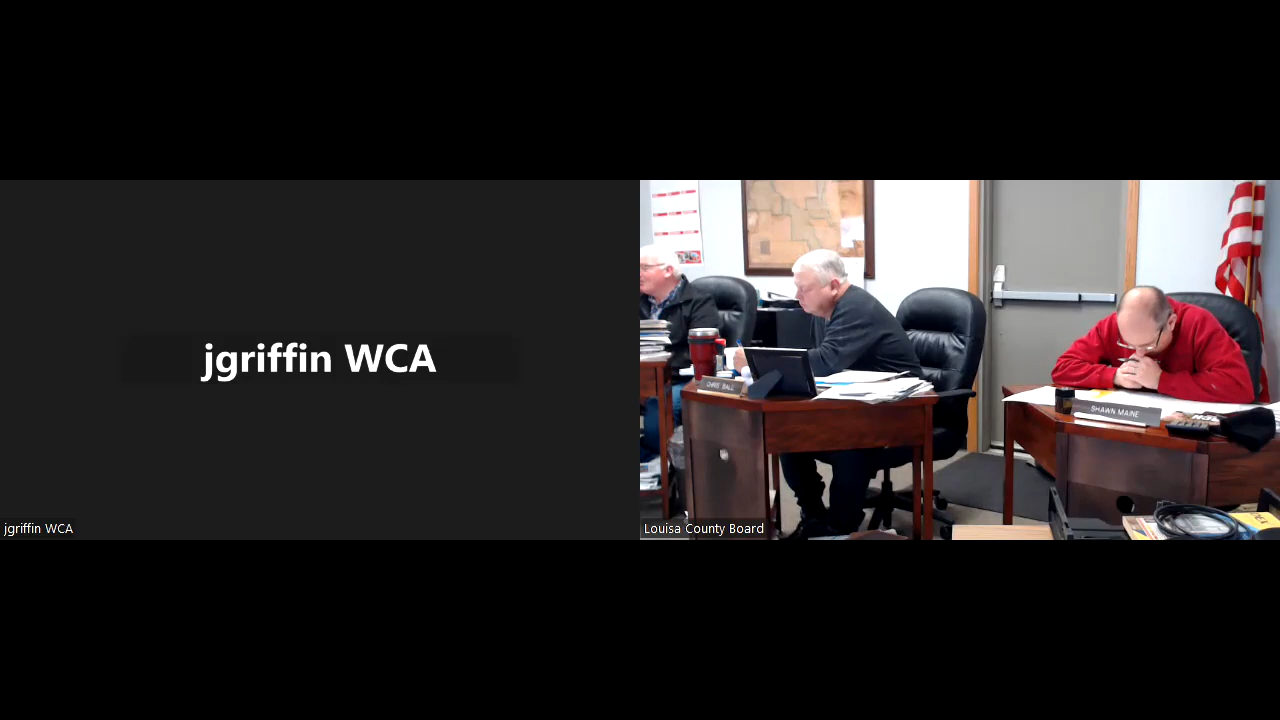 jgriffin WCA
jgriffin WCA
Louisa County Board
CHRIS BALL
SHAWN MAINE